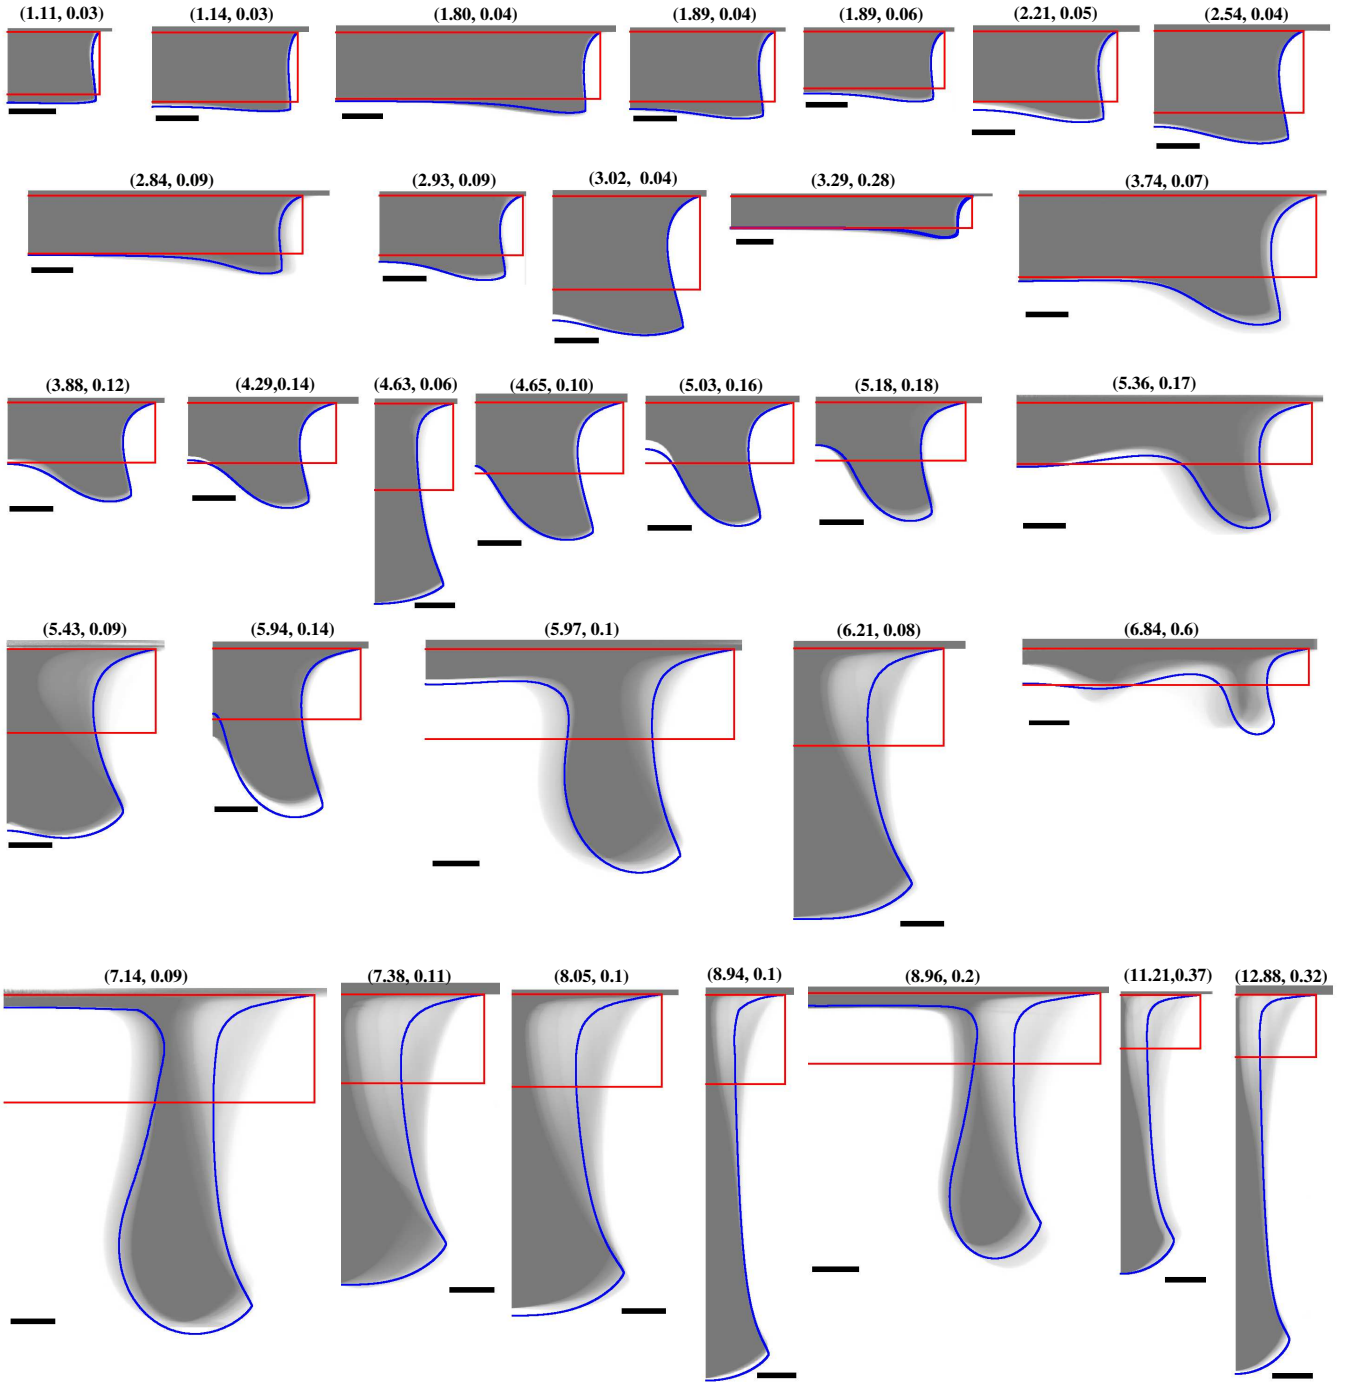 (1.11, 0.03) (1.14, 0.03) (1.80, 0.04) (1.89, 0.04) (1.89, 0.06) (2.21, 0.05) (2.54, 0.04)
(2.84, 0.09) (2.93, 0.09) (3.02, 0.04) (3.29, 0.28) (3.74, 0.07)
(3.88, 0.12) (4.29,0.14) (4.63, 0.06) (4.65, 0.10) (5.03, 0.16) (5.18, 0.18) (5.36, 0.17)
(5.43, 0.09) (5.94, 0.14) (5.97, 0.1) (6.21, 0.08) (6.84, 0.6)
(7.14, 0.09) (7.38, 0.11) (8.05, 0.1) (8.94, 0.1) (8.96, 0.2) (11.21,0.37) (12.88, 0.32)